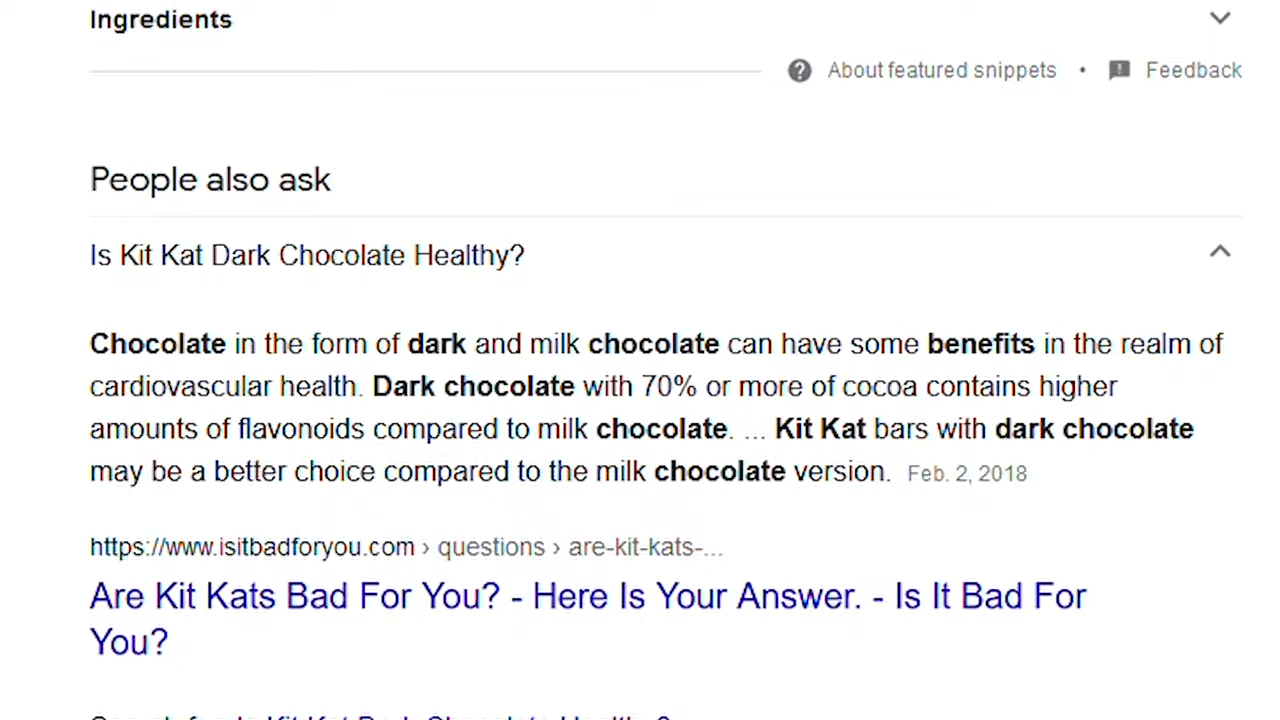 Ingredients
About featured snippets • Feedback
People also ask
Is Kit Kat Dark Chocolate Healthy?
Chocolate in the form of dark and milk chocolate can have some benefits in the realm of
cardiovascular health. Dark chocolate with 70% or more of cocoa contains higher
amounts of flavonoids compared to milk chocolate. ... Kit Kat bars with dark chocolate
may be a better choice compared to the milk chocolate version. Feb. 2, 2018
https://www.isitbadforyou.com › questions › are-kit-kats-...
Are Kit Kats Bad For You? - Here Is Your Answer. - Is It Bad For
You?